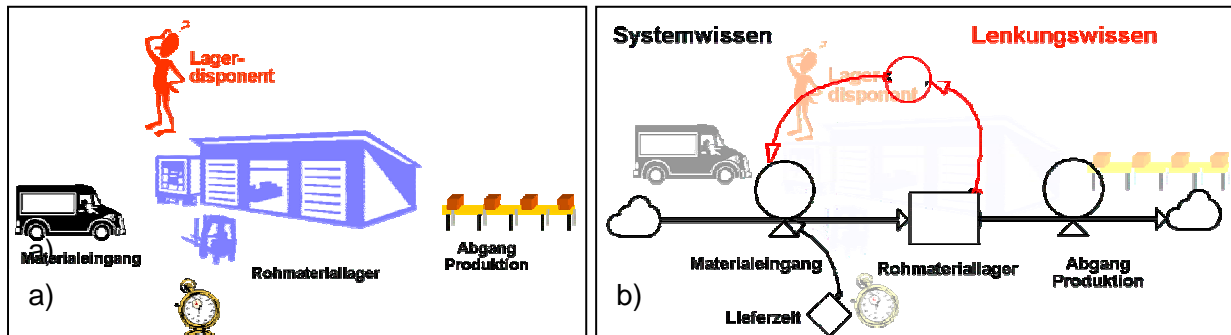 Lager-
disponent
a)
Materialeingang
Rohmateriallager
Abgang
Produktion
a)
Systemwissen
Lenkungswissen
Lager-
disponent
Materialeingang
Rohmateriallager
Abgang
Produktion
Lieferzeit
b)